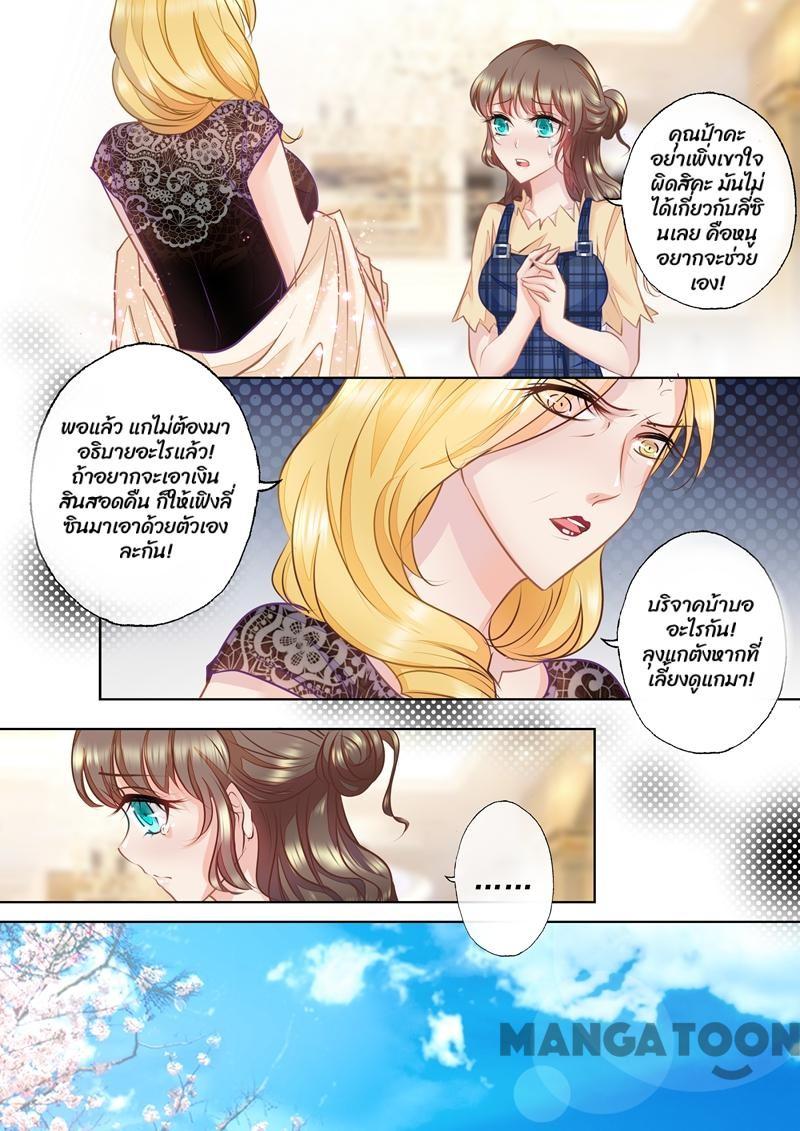 คุณป้าคะ
อย่าเพิ่งเขาใจ
ผิดสิคะ มันไม่
ได้เกี่ยวกับลี่ซิ
นเลย คือหนู
อยากจะช่วย
เอง!
พอแล้ว แกไม่ต้องมา
อธิบายอะไรแล้ว!
ถ้าอยากจะเอาเงิน
สินสอดคืน ก็ให้เฟิงลี่
ซินมาเอาด้วยตัวเอง
ละกัน!
บริจาคบ้าบอ
อะไรกัน!
ลุงแกตังหากที่
เลี้ยงดูแกมา!
......
MANGATOON